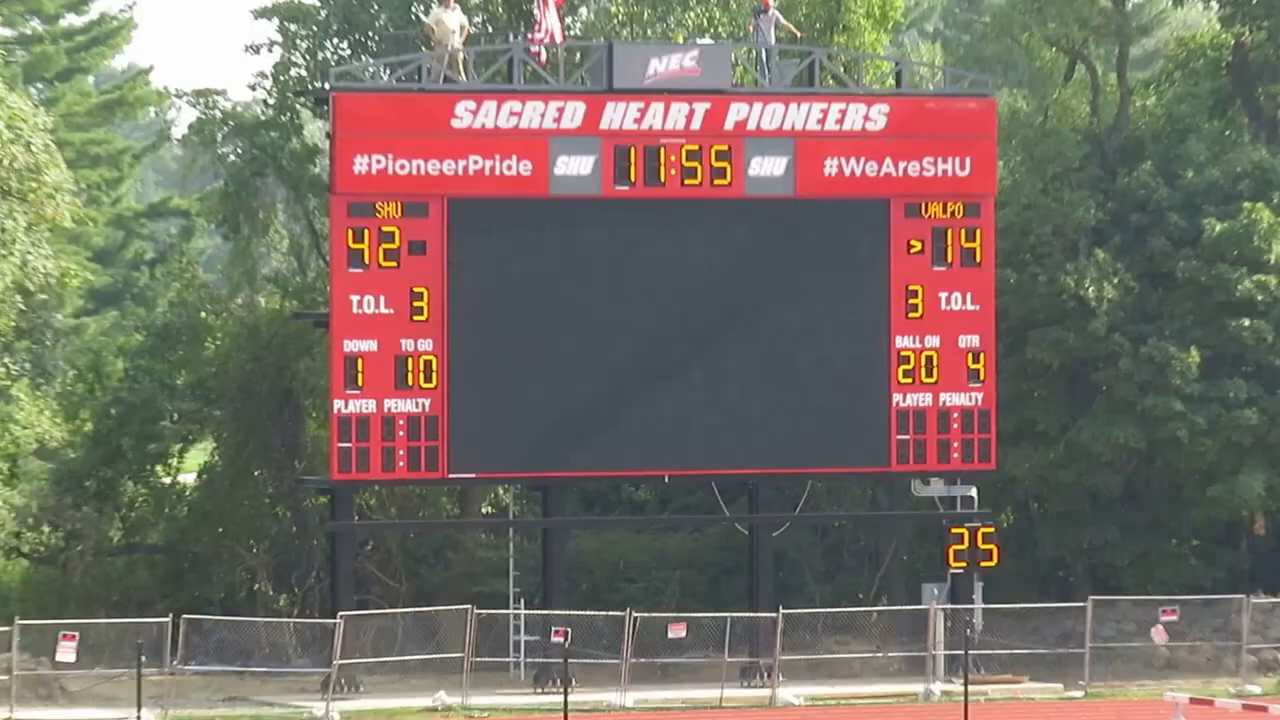 NEC
SACRED HEART PIONEERS
#PioneerPride SHU 11:55 SHU #WeAreSHU
SHU VALPO
42 > 14
T.O.L. 3 3 T.O.L.
DOWN TO GO BALL ON QTR
1 10 20 4
PLAYER PENALTY PLAYER PENALTY
25